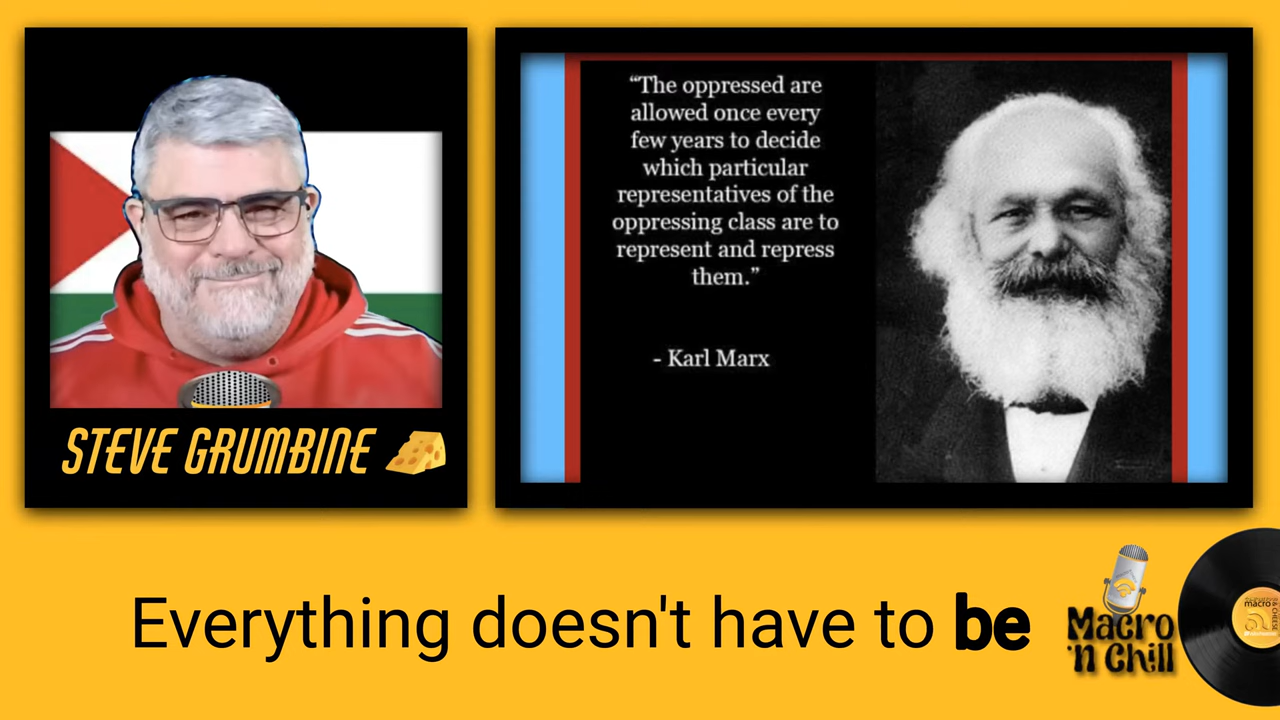 “The oppressed are
allowed once every
few years to decide
which particular
representatives of the
oppressing class are to
represent and repress
them.”
- Karl Marx
STEVE GRUMBINE
Everything doesn't have to be
Macro
'N Chill
macro